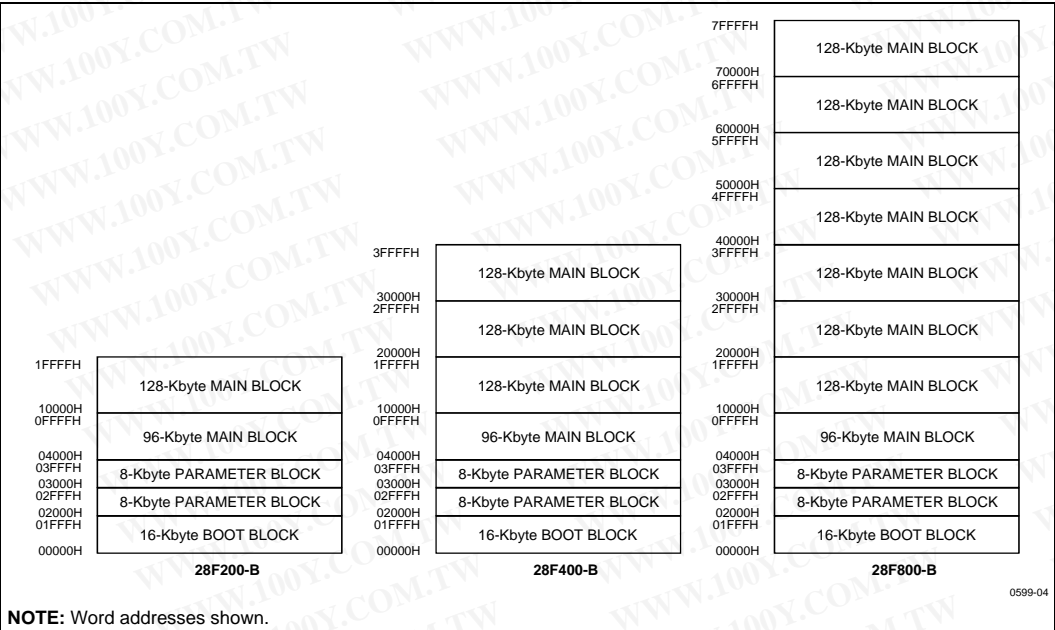 28F200-B
1FFFFH
128-Kbyte MAIN BLOCK
10000H
0FFFFH
96-Kbyte MAIN BLOCK
04000H
03FFFH
8-Kbyte PARAMETER BLOCK
03000H
02FFFH
8-Kbyte PARAMETER BLOCK
02000H
01FFFH
16-Kbyte BOOT BLOCK
00000H
3FFFFH
128-Kbyte MAIN BLOCK
30000H
2FFFFH
128-Kbyte MAIN BLOCK
20000H
1FFFFH
128-Kbyte MAIN BLOCK
10000H
0FFFFH
96-Kbyte MAIN BLOCK
04000H
03FFFH
8-Kbyte PARAMETER BLOCK
03000H
02FFFH
8-Kbyte PARAMETER BLOCK
02000H
01FFFH
16-Kbyte BOOT BLOCK
00000H
28F400-B
7FFFFH
128-Kbyte MAIN BLOCK
70000H
6FFFFH
128-Kbyte MAIN BLOCK
60000H
5FFFFH
128-Kbyte MAIN BLOCK
50000H
4FFFFH
128-Kbyte MAIN BLOCK
40000H
3FFFFH
128-Kbyte MAIN BLOCK
30000H
2FFFFH
128-Kbyte MAIN BLOCK
20000H
1FFFFH
128-Kbyte MAIN BLOCK
10000H
0FFFFH
96-Kbyte MAIN BLOCK
04000H
03FFFH
8-Kbyte PARAMETER BLOCK
03000H
02FFFH
8-Kbyte PARAMETER BLOCK
02000H
01FFFH
16-Kbyte BOOT BLOCK
00000H
28F800-B
0599-04
NOTE: Word addresses shown.
WWW.100Y.COM.TW